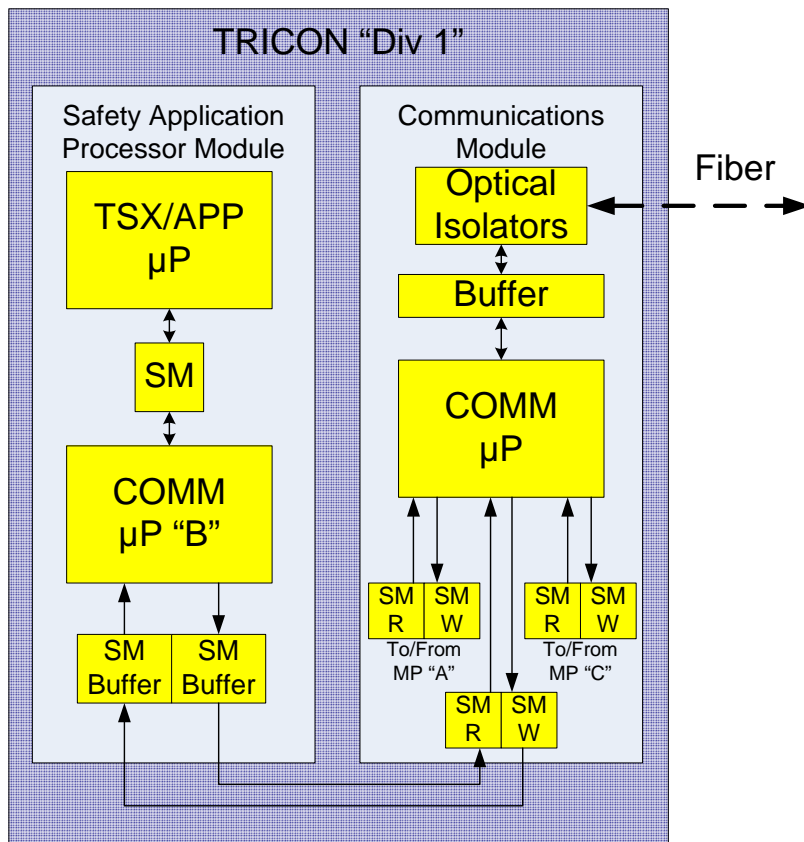 TRICON “Div 1”
Safety Application
Processor Module
TSX/APP
µP
SM
COMM
µP “B”
SM
Buffer
SM
Buffer
Communications
Module
Optical
Isolators
Fiber
Buffer
COMM
µP
SM
R
SM
W
To/From
MP “A”
SM
R
SM
W
To/From
MP “C”
SM
R
SM
W